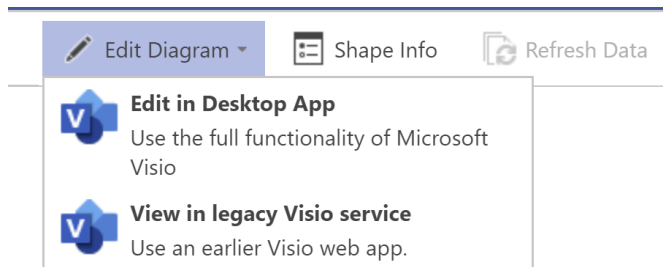 Edit Diagram
Shape Info
Refresh Data
Edit in Desktop App
Use the full functionality of Microsoft
Visio
View in legacy Visio service
Use an earlier Visio web app.